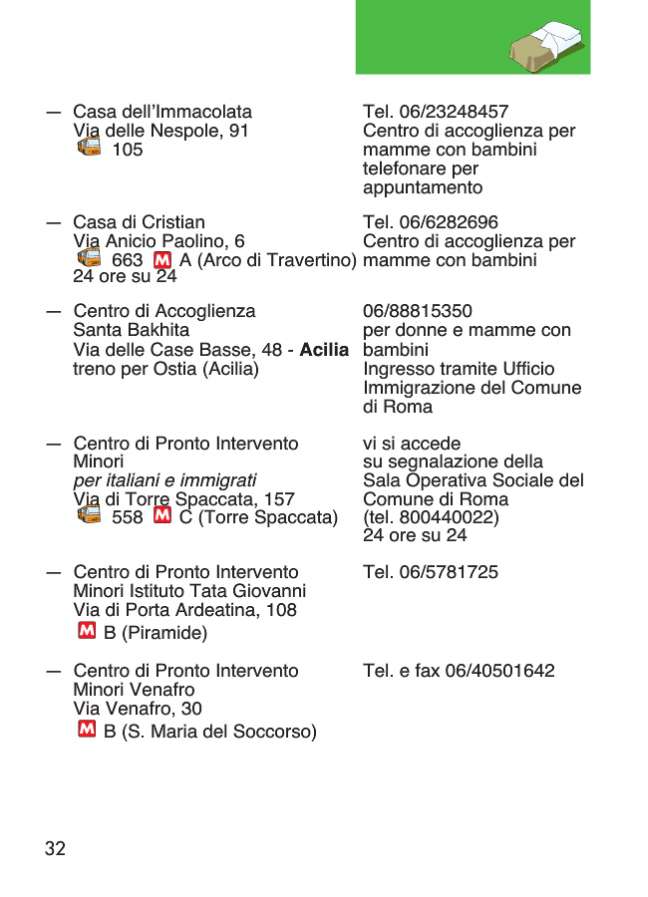 — Casa dell'Immacolata
Via delle Nespole, 91
105
Tel. 06/23248457
Centro di accoglienza per
mamme con bambini
telefonare per
appuntamento
— Casa di Cristian
Via Anicio Paolino, 6
663 M A (Arco di Travertino)
24 ore su 24
Tel. 06/6282696
Centro di accoglienza per
mamme con bambini
— Centro di Accoglienza
Santa Bakhita
Via delle Case Basse, 48 - Acilia
treno per Ostia (Acilia)
06/88815350
per donne e mamme con
bambini
Ingresso tramite Ufficio
Immigrazione del Comune
di Roma
— Centro di Pronto Intervento
Minori
per italiani e immigrati
Via di Torre Spaccata, 157
558 M C (Torre Spaccata)
vi si accede
su segnalazione della
Sala Operativa Sociale del
Comune di Roma
(tel. 800440022)
24 ore su 24
— Centro di Pronto Intervento
Minori Istituto Tata Giovanni
Via di Porta Ardeatina, 108
M B (Piramide)
Tel. 06/5781725
— Centro di Pronto Intervento
Minori Venafro
Via Venafro, 30
M B (S. Maria del Soccorso)
Tel. e fax 06/40501642
32